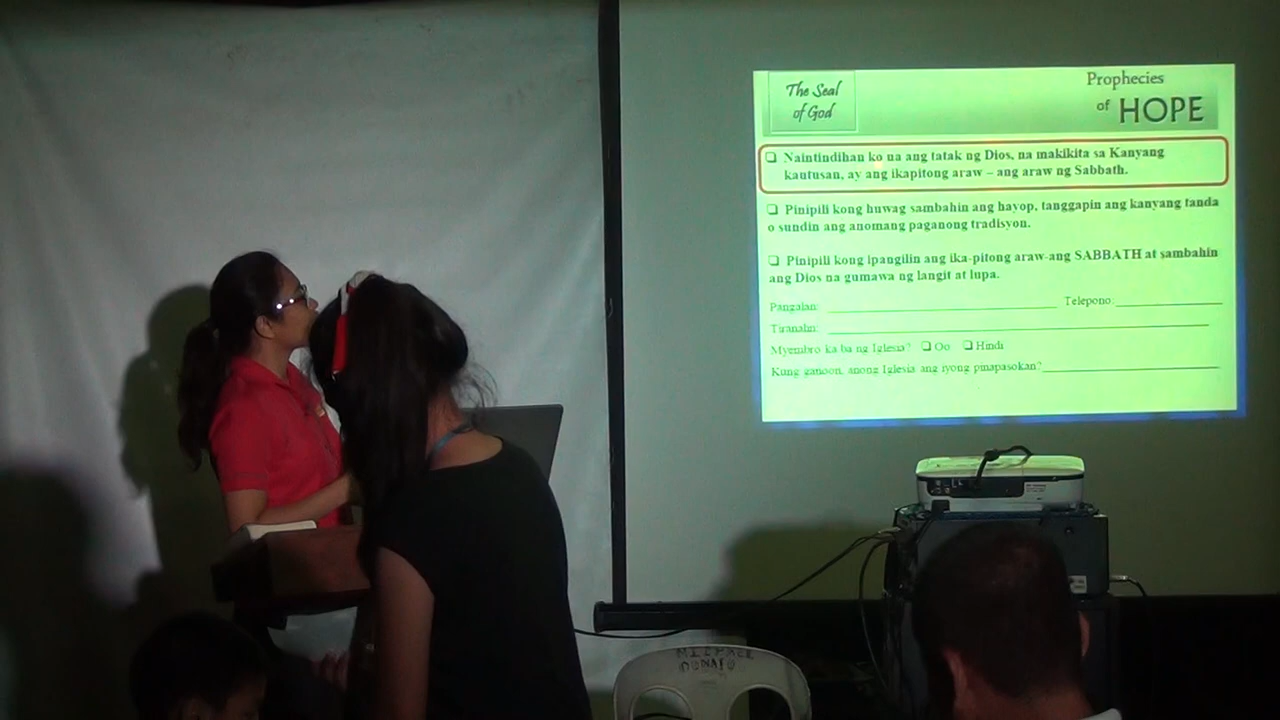 The Seal
of God
Prophecies
of HOPE
❑ Naintindihan ko na ang tatak ng Dios, na makikita sa Kanyang
kautusan, ay ang ikapitong araw – ang araw ng Sabbath.
❑ Pinipili kong huwag sambahin ang hayop, tanggapin ang kanyang tanda
o sundin ang anomang paganong tradisyon.
❑ Pinipili kong ipangilin ang ika-pitong araw-ang SABBATH at sambahin
ang Dios na gumawa ng langit at lupa.
Pangalan: Telepono:
Tirahan:
Myembro ka ba ng Iglesia? ❑ Oo ❑ Hindi
Kung ganoon, anong Iglesia ang iyong pinapasokan?
DONATO